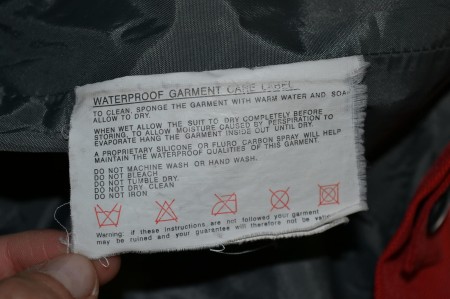 WATERPROOF GARMENT CARE LABEL
TO CLEAN, SPONGE THE GARMENT WITH WARM WATER AND SOA
ALLOW TO DRY.
WHEN WET ALLOW THE SUIT TO DRY COMPLETELY BEFORE
STORING, TO ALLOW MOISTURE CAUSED BY PERSPIRATION TO
EVAPORATE HANG THE GARMENT INSIDE OUT UNTIL DRY.
A PROPRIETARY SILICONE OR FLURO CARBON SPRAY WILL HELP
MAINTAIN THE WATERPROOF QUALITIES OF THIS GARMENT.
DO NOT MACHINE WASH OR HAND WASH.
DO NOT BLEACH
DO NOT TUMBLE DRY.
DO NOT DRY CLEAN
DO NOT IRON
Warning: if these instructions are not followed your garment
may be ruined and your guarantee will therefore not be valid